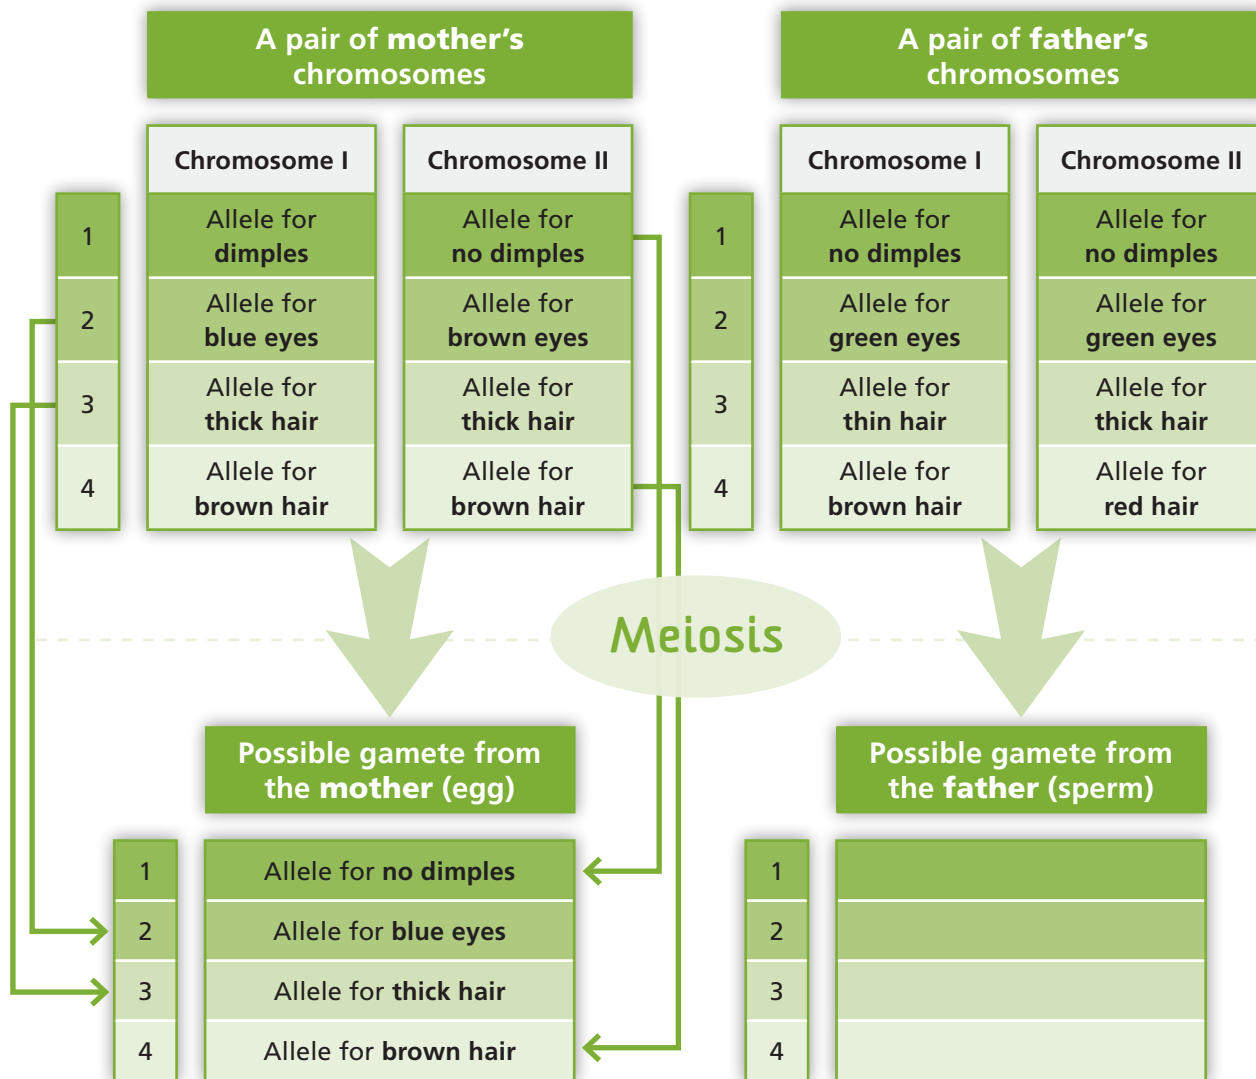 A pair of mother's
chromosomes
A pair of father's
chromosomes
Chromosome I
Chromosome II
Chromosome I
Chromosome II
1
Allele for
dimples
Allele for
no dimples
1
Allele for
no dimples
Allele for
no dimples
2
Allele for
blue eyes
Allele for
brown eyes
2
Allele for
green eyes
Allele for
green eyes
3
Allele for
thick hair
Allele for
thick hair
3
Allele for
thin hair
Allele for
thick hair
4
Allele for
brown hair
Allele for
brown hair
4
Allele for
brown hair
Allele for
red hair
Meiosis
Possible gamete from
the mother (egg)
Possible gamete from
the father (sperm)
1
Allele for no dimples
1
2
Allele for blue eyes
2
3
Allele for thick hair
3
4
Allele for brown hair
4